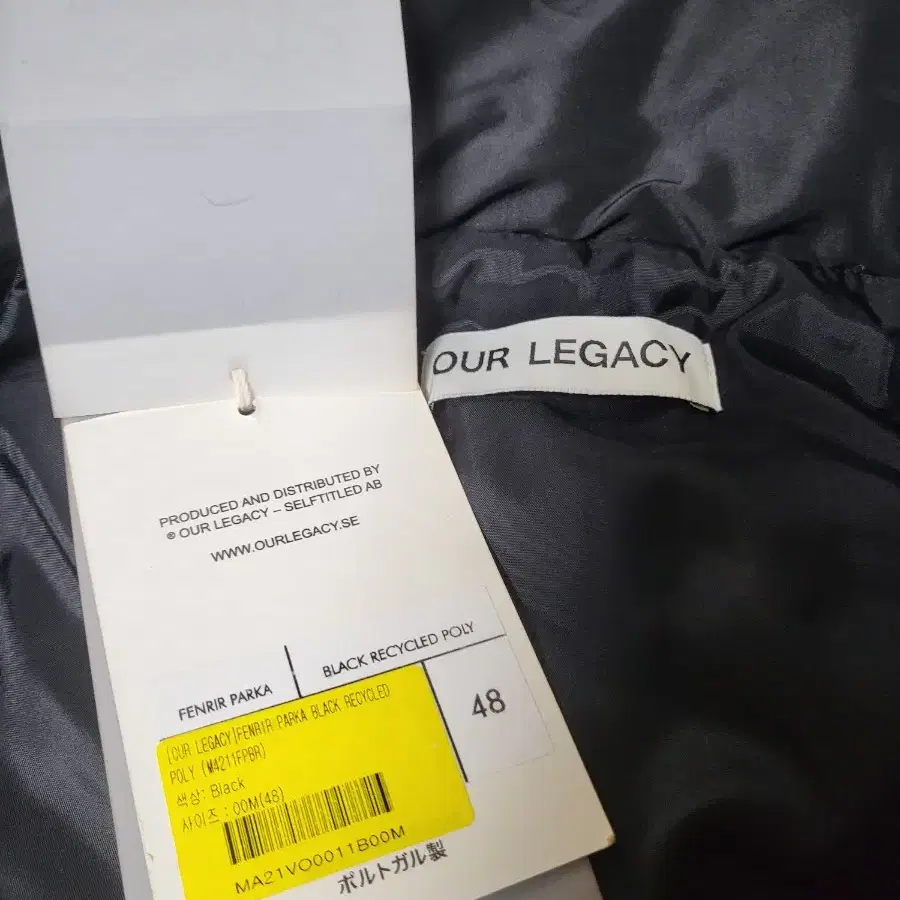 OUR LEGACY
PRODUCED AND DISTRIBUTED BY
® OUR LEGACY – SELFTITLED AB
WWW.OURLEGACY.SE
FENRIR PARKA
BLACK RECYCLED POLY
48
[OUR LEGACY]FENRIR PARKA BLACK RECYCLED
POLY (M4211FPBR)
색상: Black
사이즈 : 00M(48)
MA21VO0011B00M
ポルトガル製